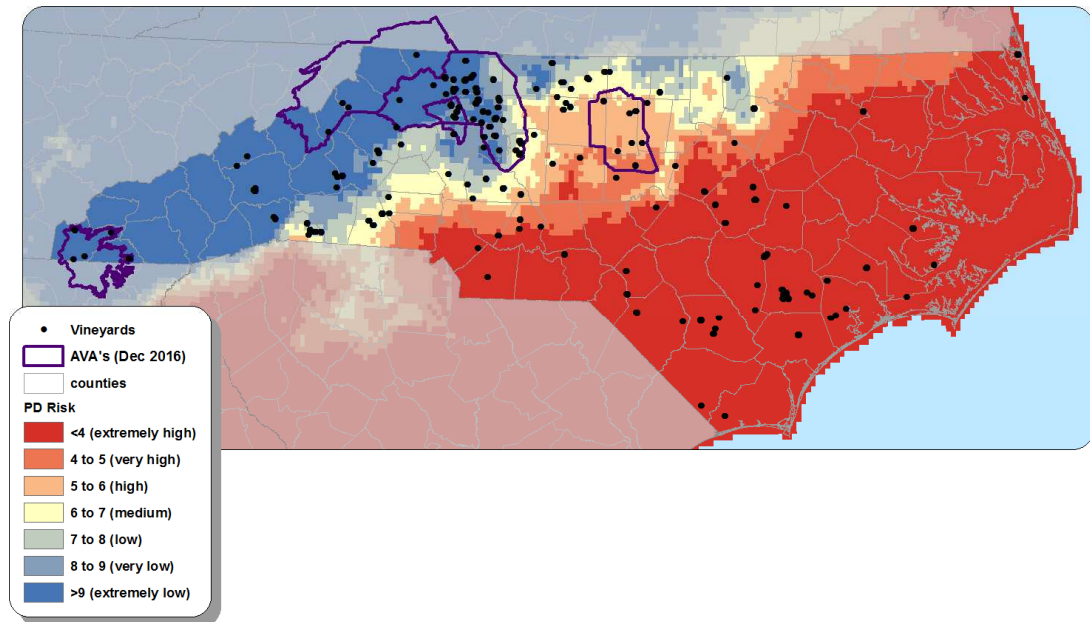 Vineyards
AVA's (Dec 2016)
counties
PD Risk
<4 (extremely high)
4 to 5 (very high)
5 to 6 (high)
6 to 7 (medium)
7 to 8 (low)
8 to 9 (very low)
>9 (extremely low)